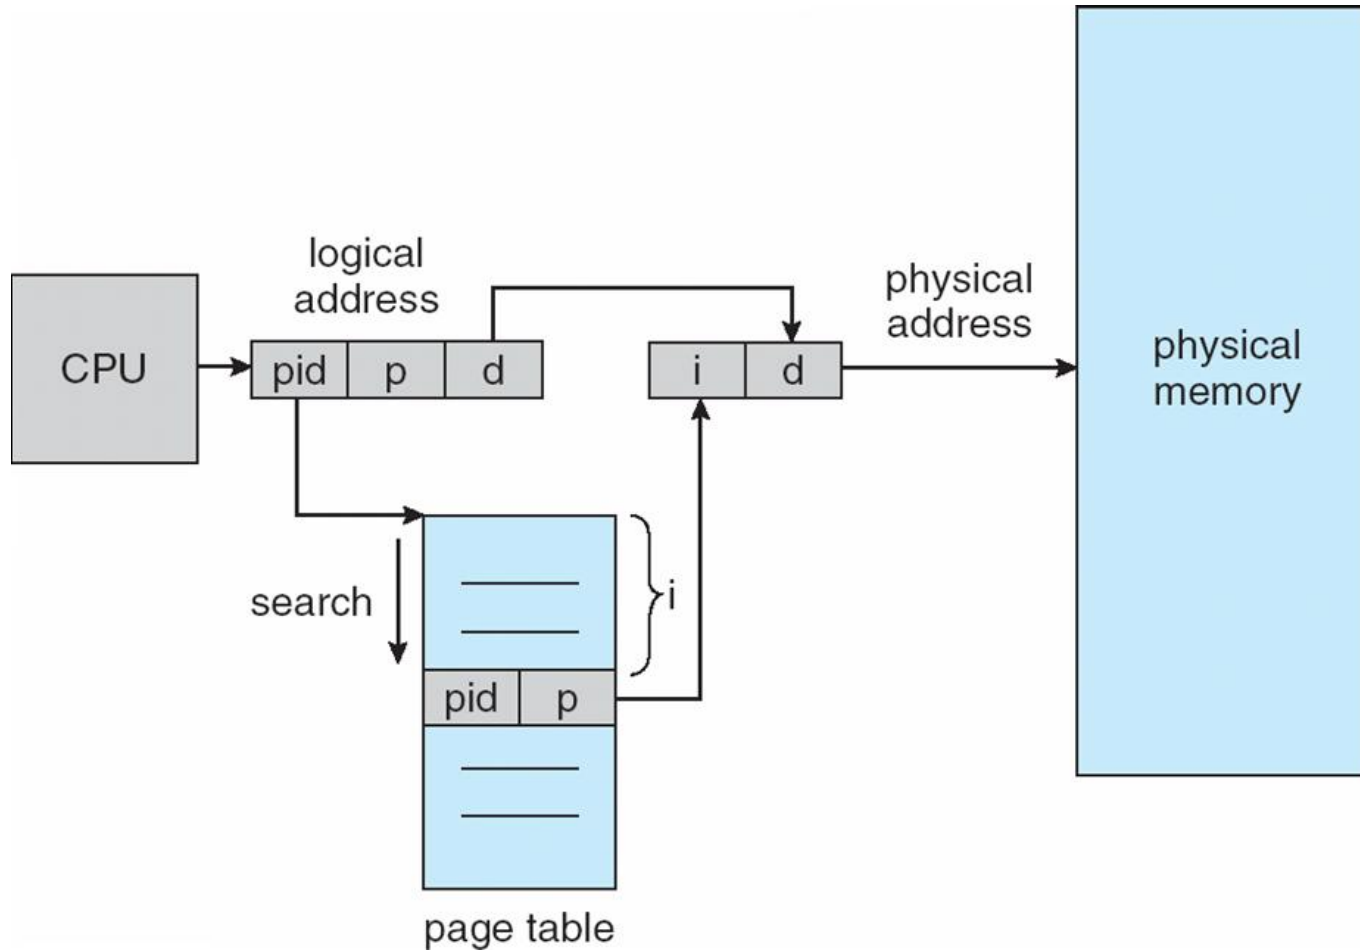 logical
address
physical
address
CPU
pid p d
i d
physical
memory
search
i
pid p
page table